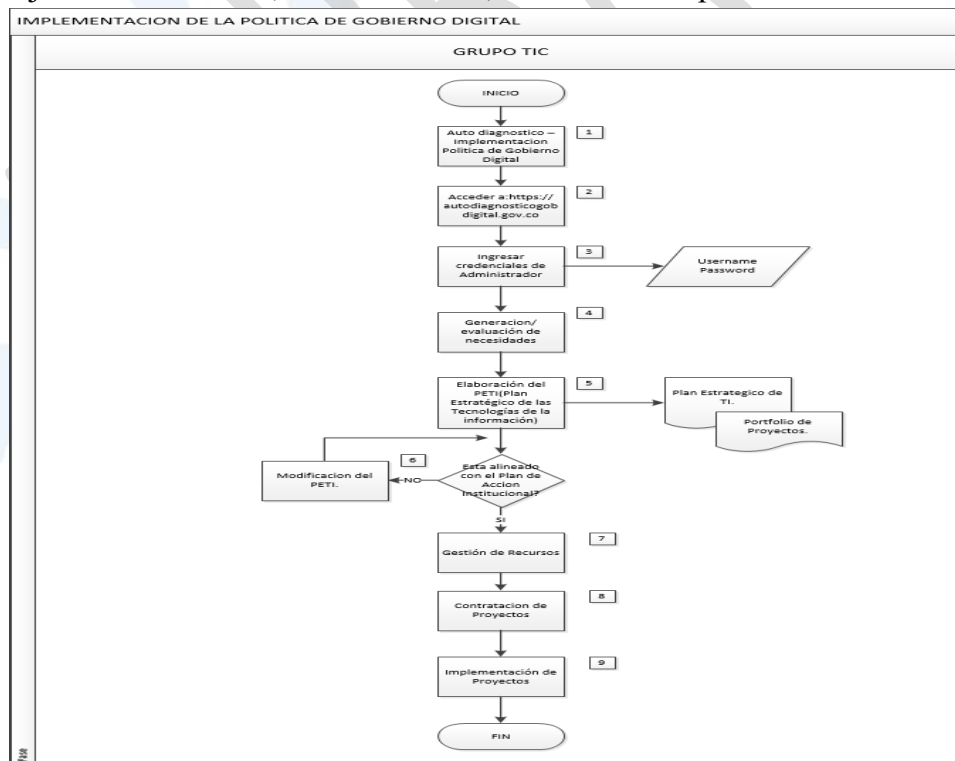 IMPLEMENTACION DE LA POLITICA DE GOBIERNO DIGITAL
GRUPO TIC
INICIO
Auto diagnostico –
Implementacion
Politica de Gobierno
Digital
1
Acceder a:https://
autodiagnosticogob
digital.gov.co
2
Ingresar
credenciales de
Administrador
3
Username
Password
Generacion/
evaluación de
necesidades
4
Elaboración del
PETI(Plan
Estratégico de las
Tecnologías de la
información)
5
Plan Estrategico de
TI.
Portfolio de
Proyectos.
Modificacion del
PETI.
6
NO
Esta alineado
con el Plan de
Accion
Institucional?
SI
Gestión de Recursos
7
Contratacion de
Proyectos
8
Implementación de
Proyectos
9
FIN